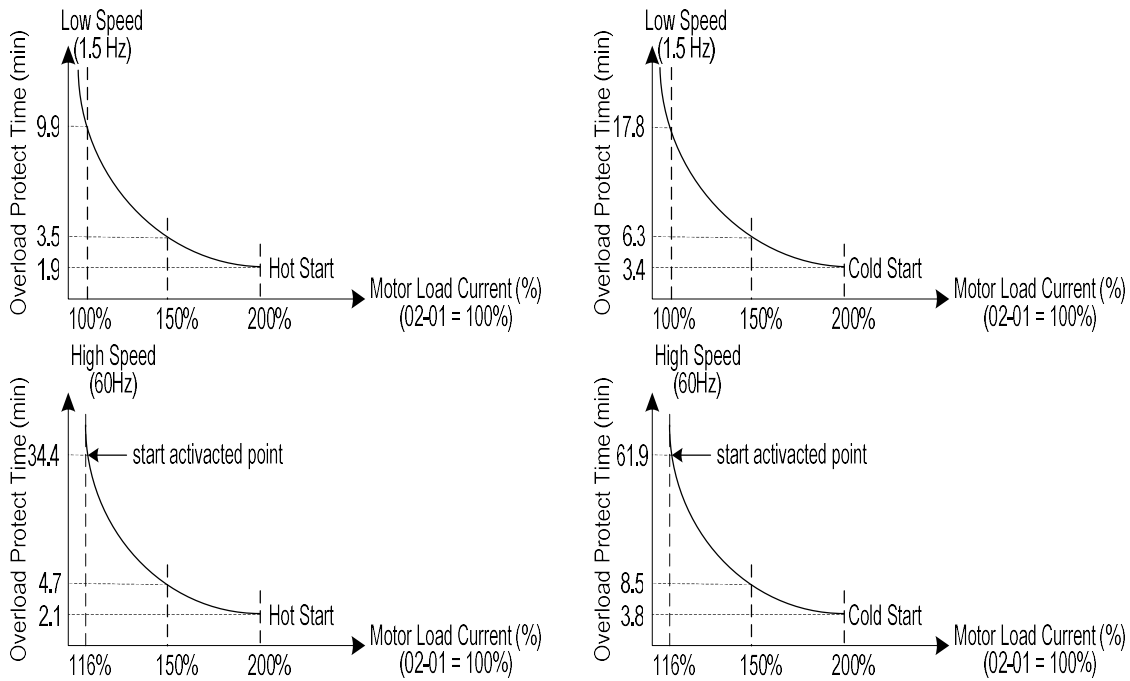 Low Speed
(1.5 Hz)
Overload Protect Time (min)
9.9
3.5
1.9
Hot Start
100%
150%
200%
Motor Load Current (%)
(02-01 = 100%)
Low Speed
(1.5 Hz)
Overload Protect Time (min)
17.8
6.3
3.4
Cold Start
100%
150%
200%
Motor Load Current (%)
(02-01 = 100%)
High Speed
(60Hz)
Overload Protect Time (min)
34.4
start activacted point
4.7
2.1
Hot Start
116%
150%
200%
Motor Load Current (%)
(02-01 = 100%)
High Speed
(60Hz)
Overload Protect Time (min)
61.9
start activacted point
8.5
3.8
Cold Start
116%
150%
200%
Motor Load Current (%)
(02-01 = 100%)